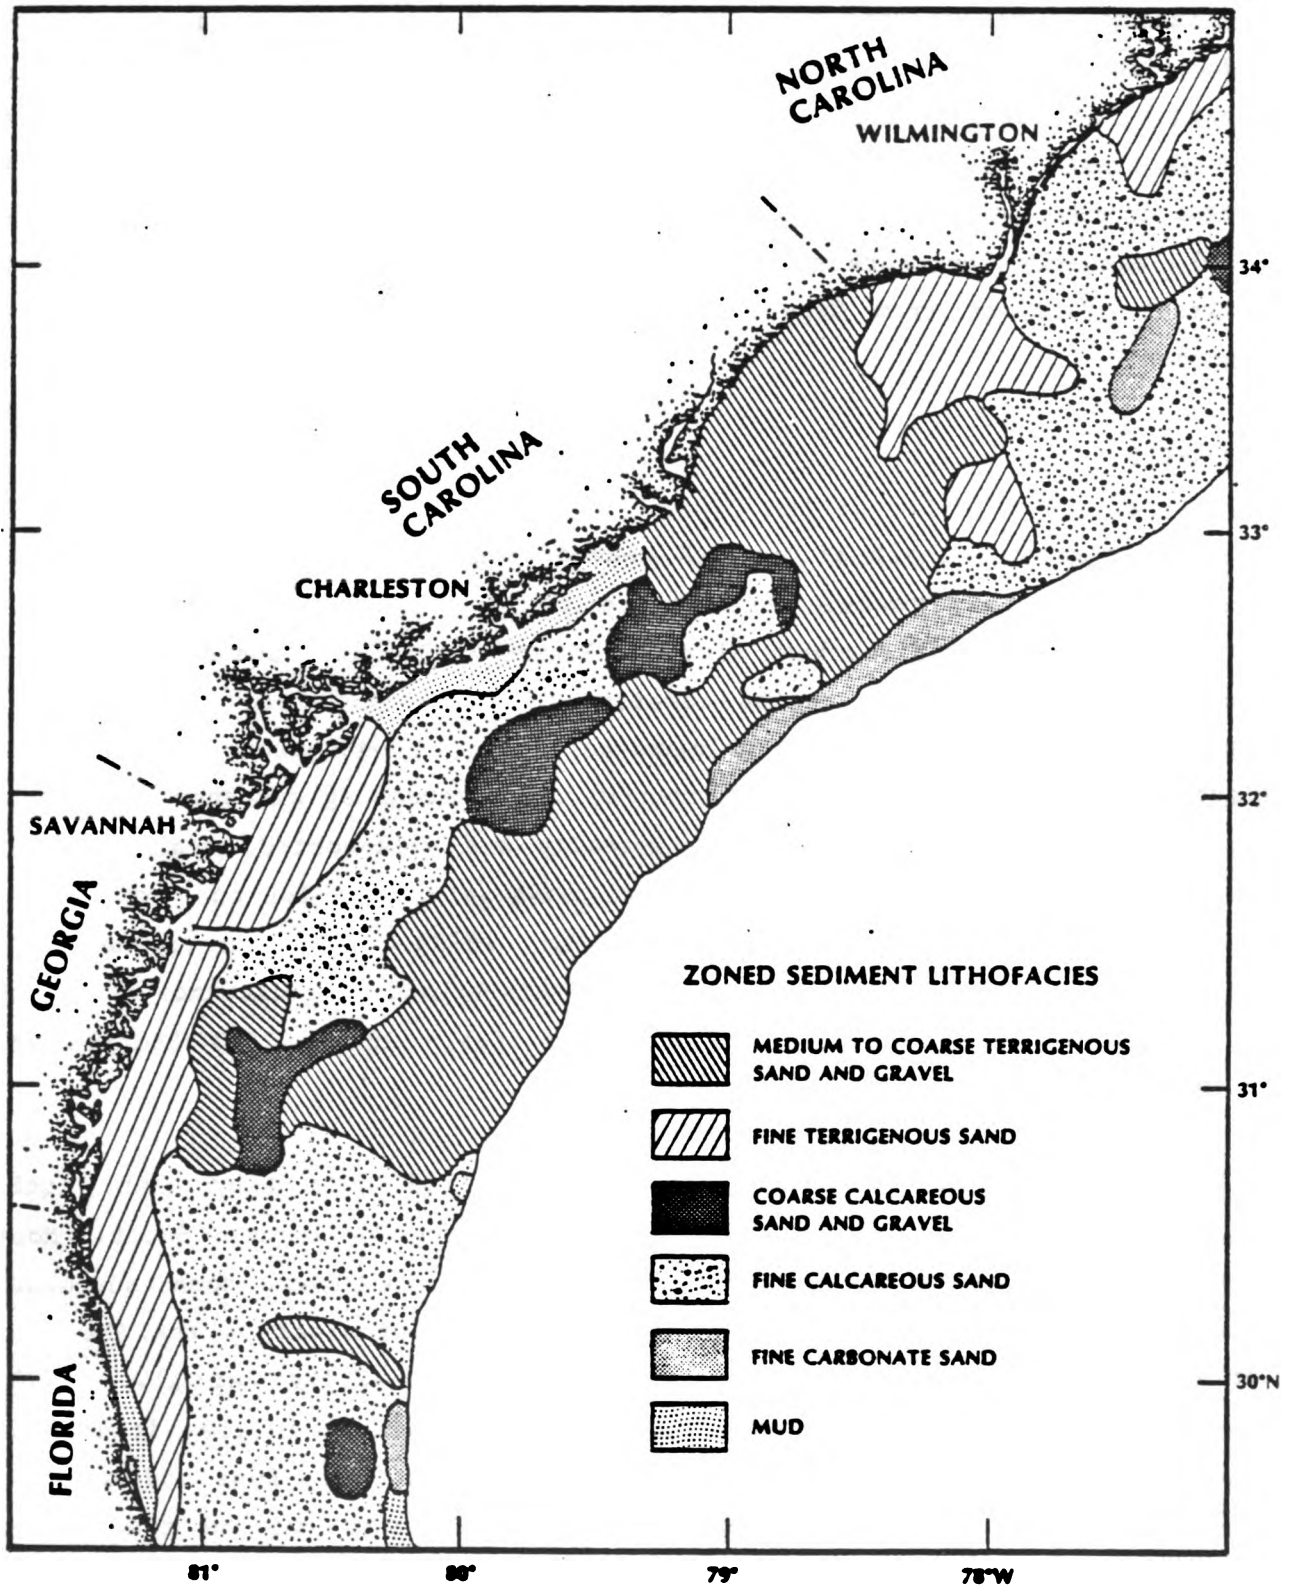 NORTH
CAROLINA
WILMINGTON
34°
SOUTH
CAROLINA
33°
CHARLESTON
32°
SAVANNAH
GEORGIA
ZONED SEDIMENT LITHOFACIES
MEDIUM TO COARSE TERRIGENOUS
SAND AND GRAVEL
31°
FINE TERRIGENOUS SAND
COARSE CALCAREOUS
SAND AND GRAVEL
FINE CALCAREOUS SAND
FINE CARBONATE SAND
30°N
FLORIDA
MUD
81°
80°
79°
78°W